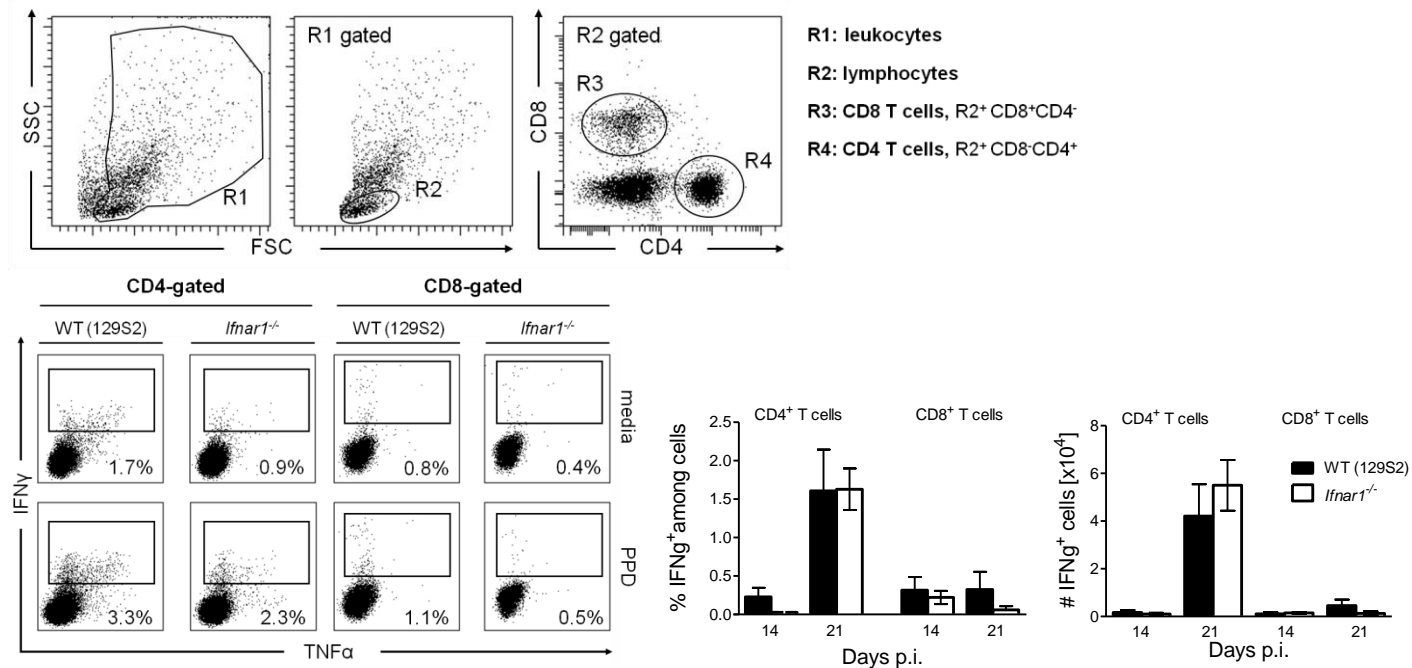 SSC
R1
R1 gated
R2
FSC
R2 gated
R3
R4
CD8
CD4
R1: leukocytes
R2: lymphocytes
R3: CD8 T cells, R2+ CD8+CD4-
R4: CD4 T cells, R2+ CD8-CD4+
CD4-gated CD8-gated
WT (129S2) Ifnar1-/- WT (129S2) Ifnar1-/-
IFNγ
1.7% 0.9% 0.8% 0.4%
media
3.3% 2.3% 1.1% 0.5%
PPD
TNFα
% IFNg+ among cells
CD4+ T cells CD8+ T cells
2.5
2.0
1.5
1.0
0.5
0.0
14 21 14 21
Days p.i.
# IFNg+ cells [x10^4]
CD4+ T cells CD8+ T cells
8
6
4
2
0
WT (129S2)
Ifnar1-/-
14 21 14 21
Days p.i.